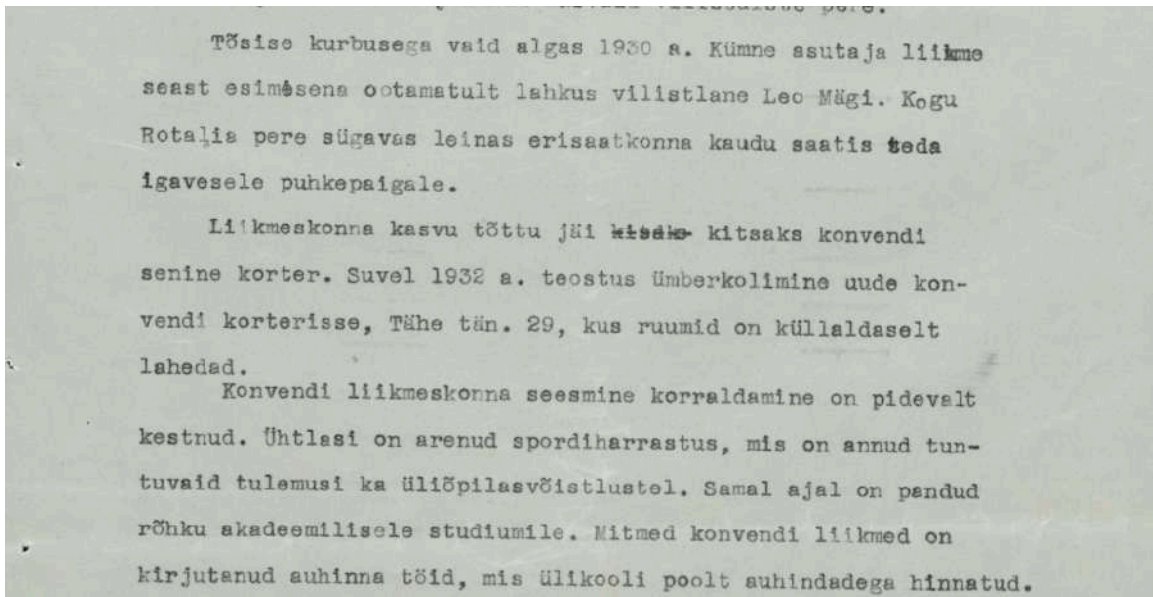 pere.
Tõsise kurbusega vaid algas 1930 a. Kümne asutaja liikme
seast esimesena ootamatult lahkus vilistlane Leo Mägi. Kogu
Rotalia pere sügavas leinas erisaatkonna kaudu saatis teda
igavesele puhkepaigale.
Liikmeskonna kasvu tõttu jäi kitsaks konvendi
senine korter. Suvel 1932 a. teostus ümberkolimine uude kon-
vendi korterisse, Tähe tän. 29, kus ruumid on küllaldaselt
lahedad.
Konvendi liikmeskonna seesmine korraldamine on pidevalt
kestnud. Ühtlasi on arenud spordiharrastus, mis on annud tun-
tuvaid tulemusi ka üliõpilasvõistlustel. Samal ajal on pandud
rõhku akadeemilisele studiumile. Mitmed konvendi liikmed on
kirjutanud auhinna töid, mis ülikooli poolt auhindadega hinnatud.